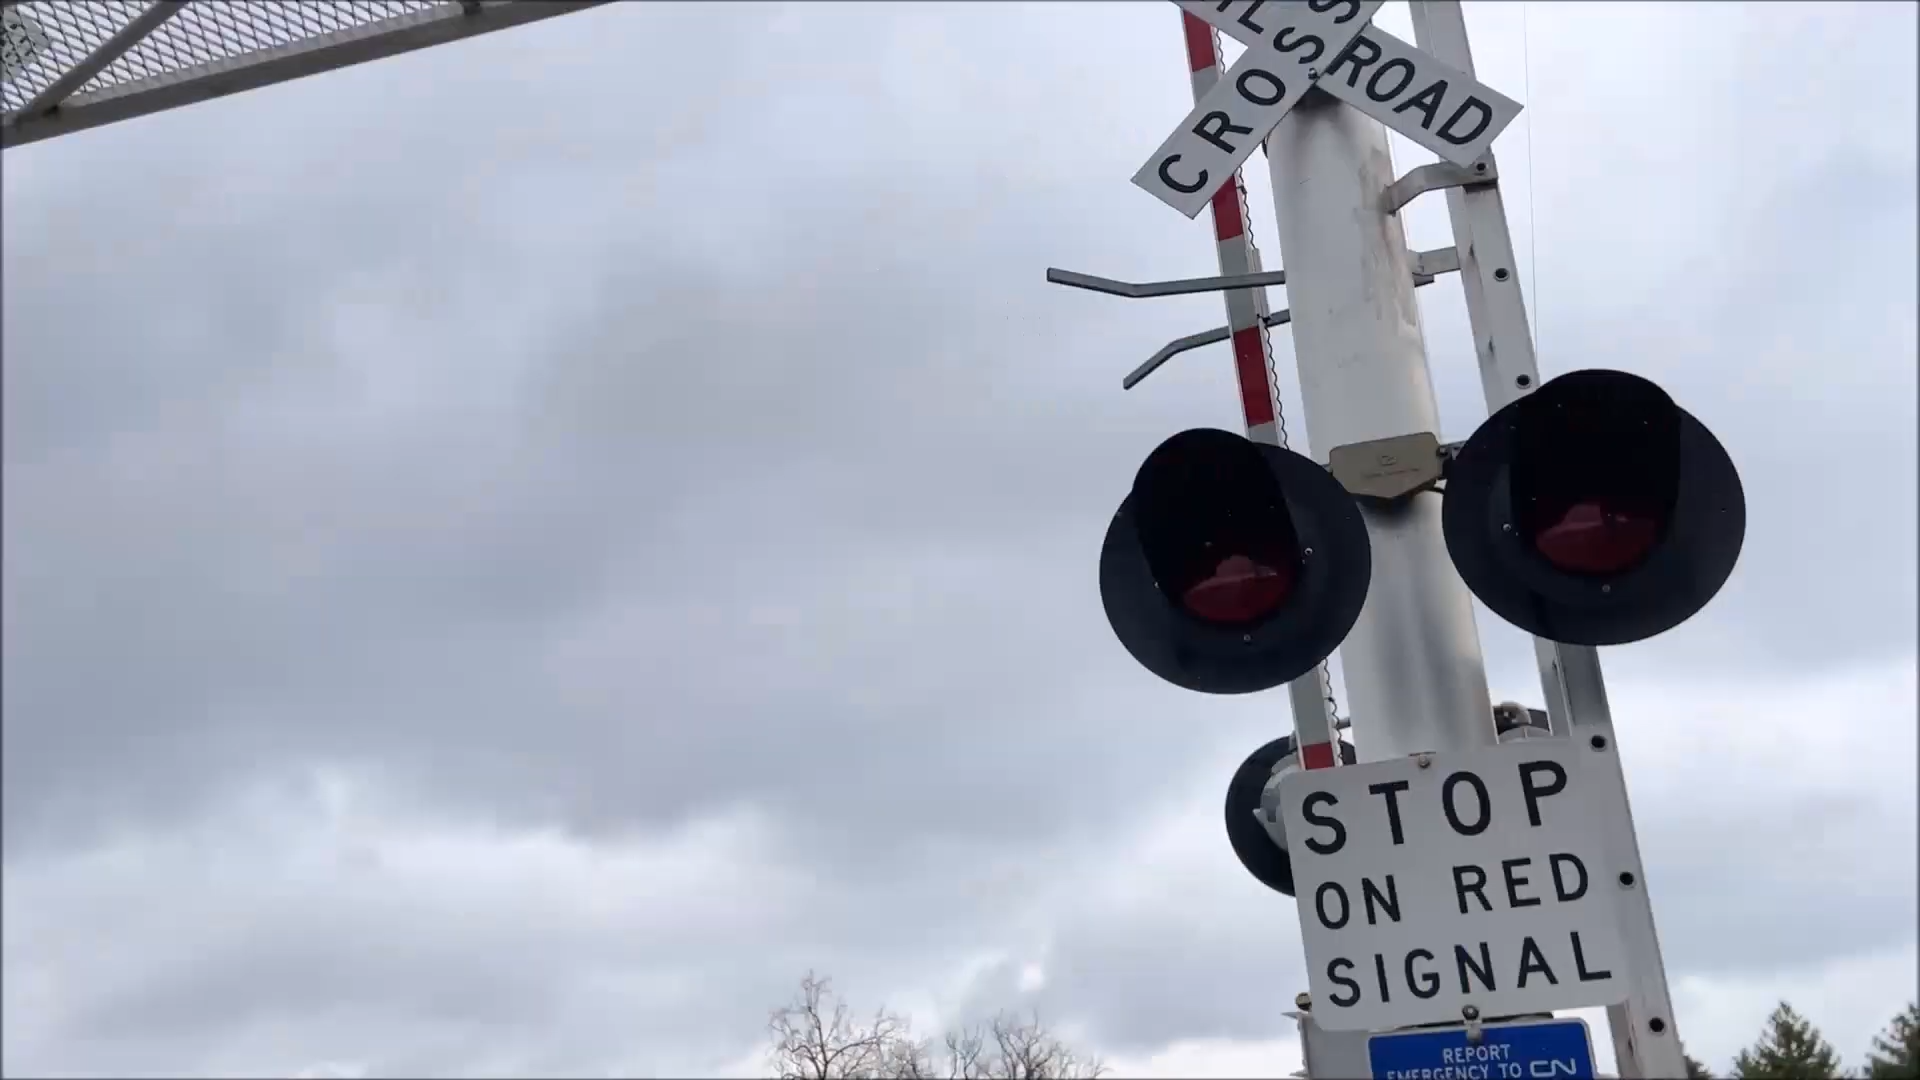 ROAD
CROSS
STOP
ON RED
SIGNAL
REPORT
EMERGENCY TO CN